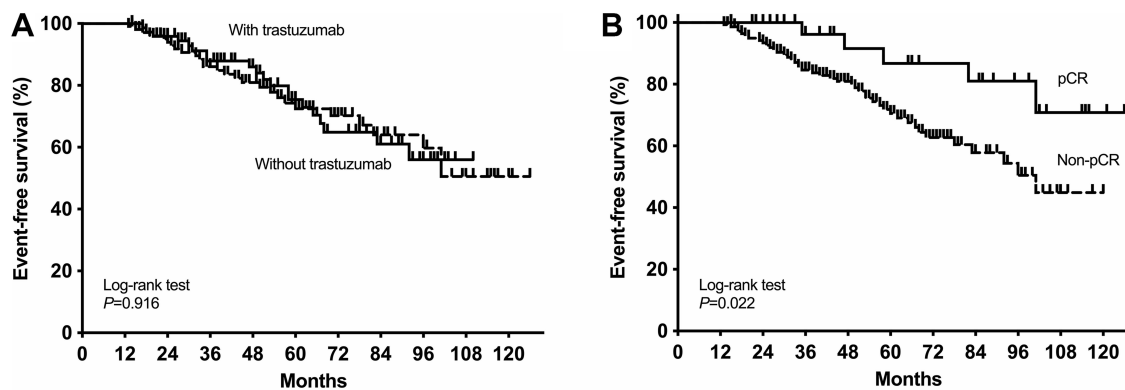 A
Event-free survival (%)
100
80
60
40
20
0
With trastuzumab
Without trastuzumab
Log-rank test
P=0.916
0 12 24 36 48 60 72 84 96 108 120
Months
B
Event-free survival (%)
100
80
60
40
20
0
pCR
Non-pCR
Log-rank test
P=0.022
0 12 24 36 48 60 72 84 96 108 120
Months